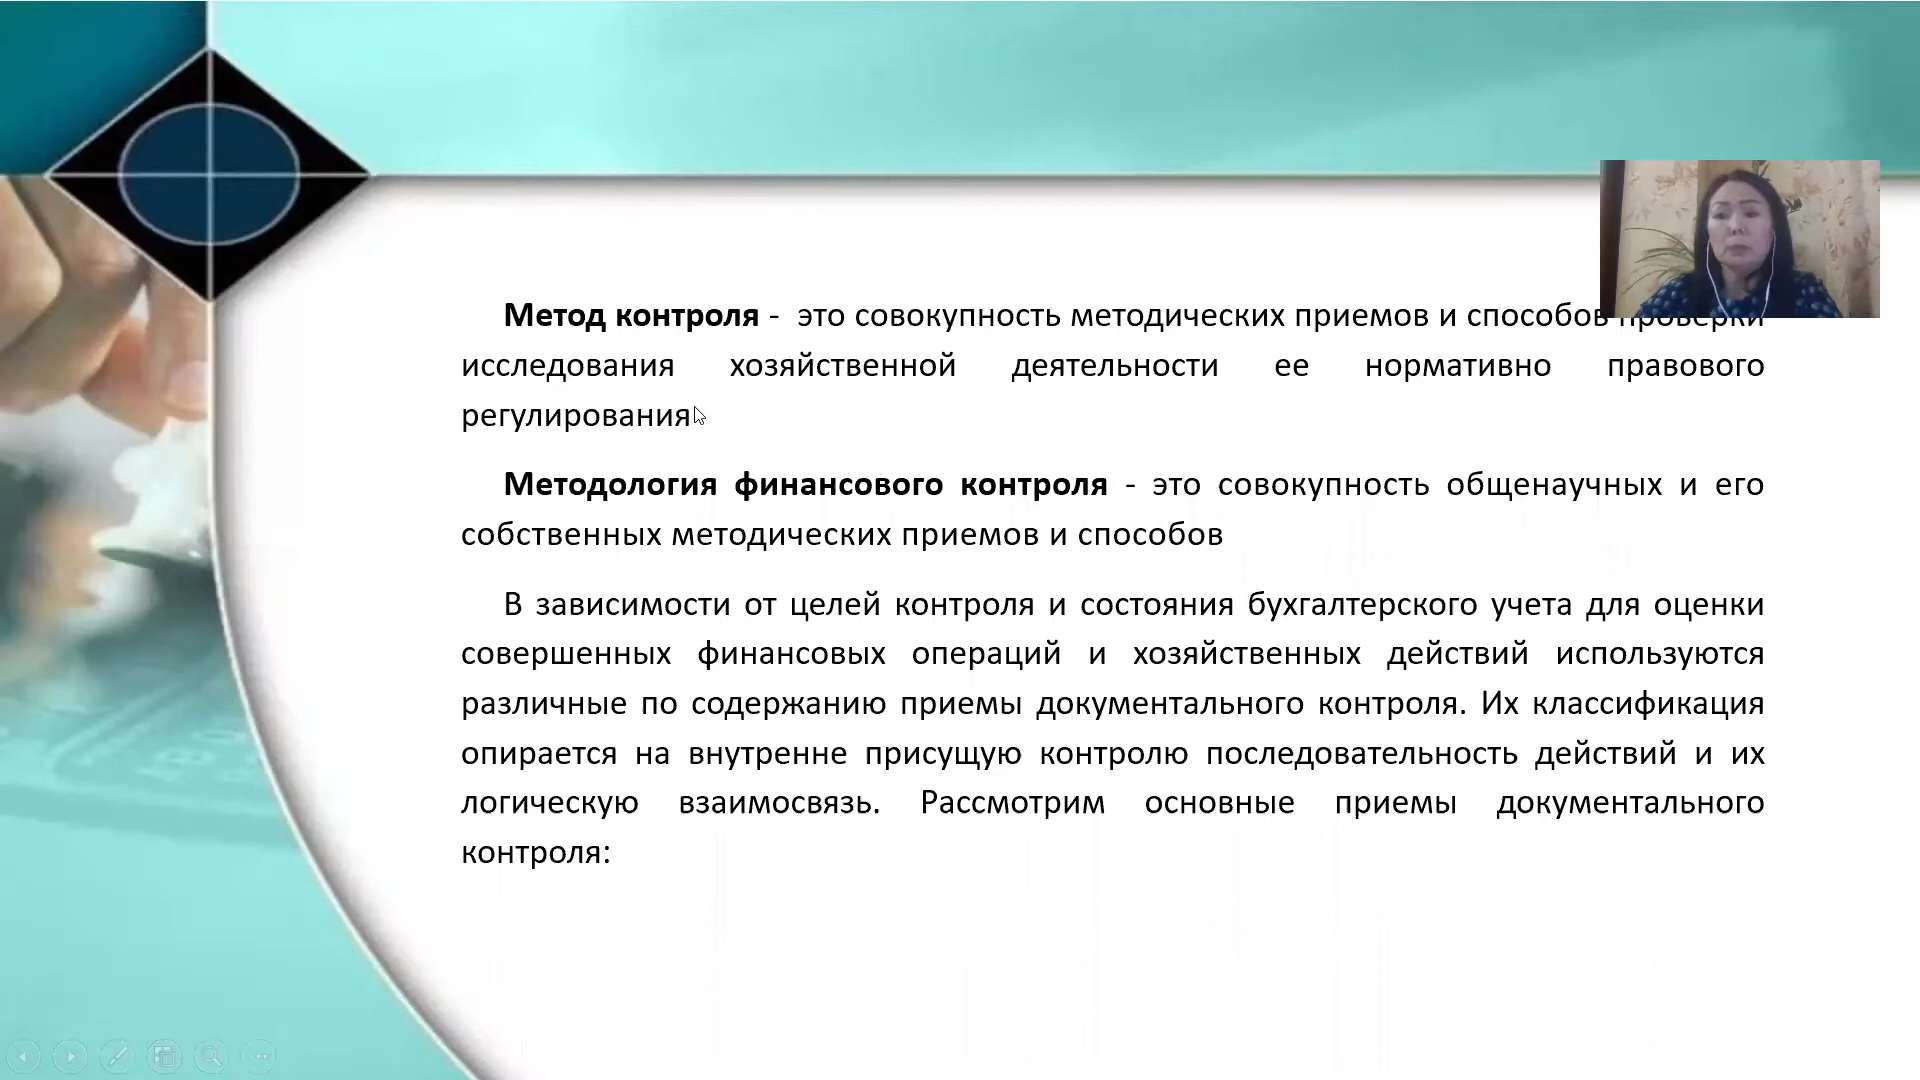 Метод контроля - это совокупность методических приемов и способов проверки
исследования хозяйственной деятельности ее нормативно правового
регулирования
Методология финансового контроля - это совокупность общенаучных и его
собственных методических приемов и способов
В зависимости от целей контроля и состояния бухгалтерского учета для оценки
совершенных финансовых операций и хозяйственных действий используются
различные по содержанию приемы документального контроля. Их классификация
опирается на внутренне присущую контролю последовательность действий и их
логическую взаимосвязь. Рассмотрим основные приемы документального
контроля: